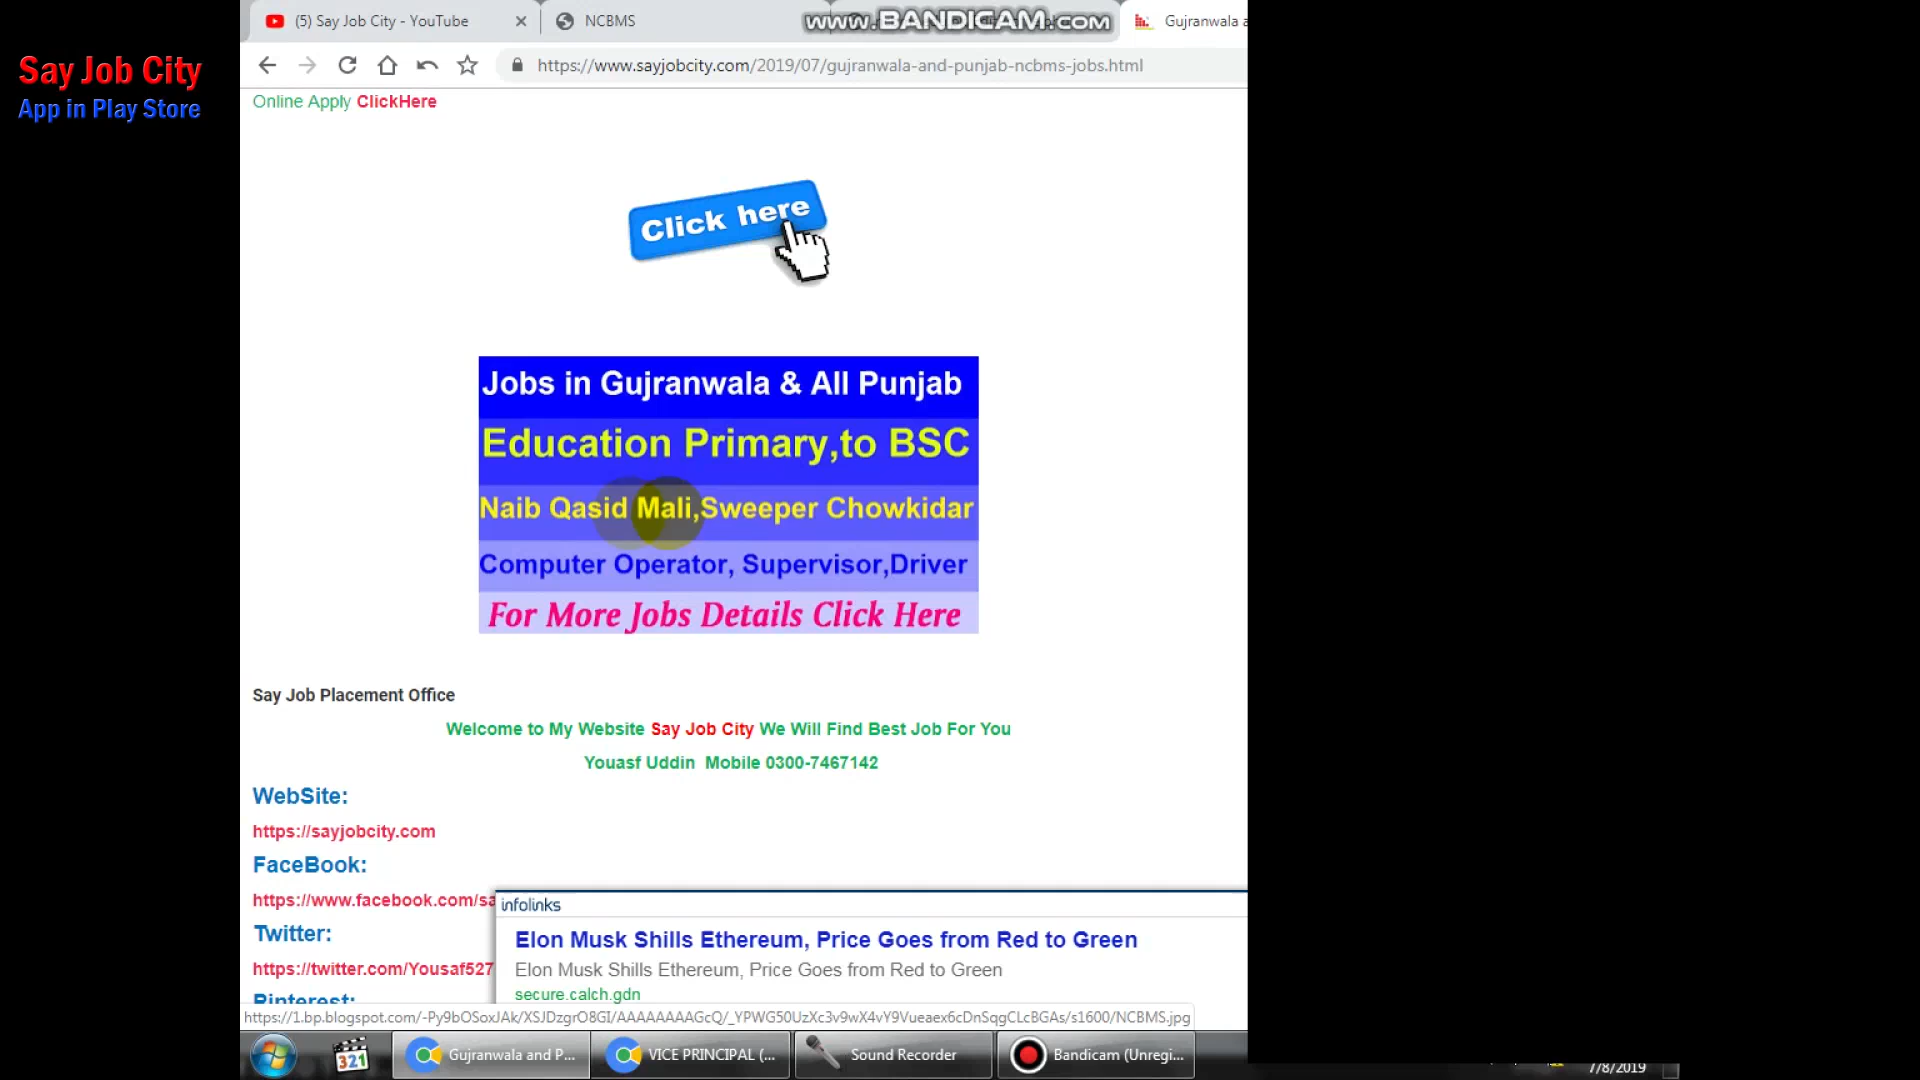 Say Job City
App in Play Store
(5) Say Job City - YouTube
NCBMS
www.BANDICAM.com
Gujranwala a
https://www.sayjobcity.com/2019/07/gujranwala-and-punjab-ncbms-jobs.html
Online Apply ClickHere
Click here
Jobs in Gujranwala & All Punjab
Education Primary,to BSC
Naib Qasid Mali,Sweeper Chowkidar
Computer Operator, Supervisor,Driver
For More Jobs Details Click Here
Say Job Placement Office
Welcome to My Website Say Job City We Will Find Best Job For You
Youasf Uddin Mobile 0300-7467142
WebSite:
https://sayjobcity.com
FaceBook:
https://www.facebook.com/sa
Twitter:
https://twitter.com/Yousaf527
Pinterest:
infolinks
Elon Musk Shills Ethereum, Price Goes from Red to Green
Elon Musk Shills Ethereum, Price Goes from Red to Green
secure.calch.gdn
https://1.bp.blogspot.com/-Py9bOSoxJAk/XSJDzgrO8GI/AAAAAAAAGcQ/_YPWG50UzXc3v9wX4vY9Vueaex6cDnSqgCLcBGAs/s1600/NCBMS.jpg
321
Gujranwala and P...
VICE PRINCIPAL (...
Sound Recorder
Bandicam (Unregi...
7/8/2019